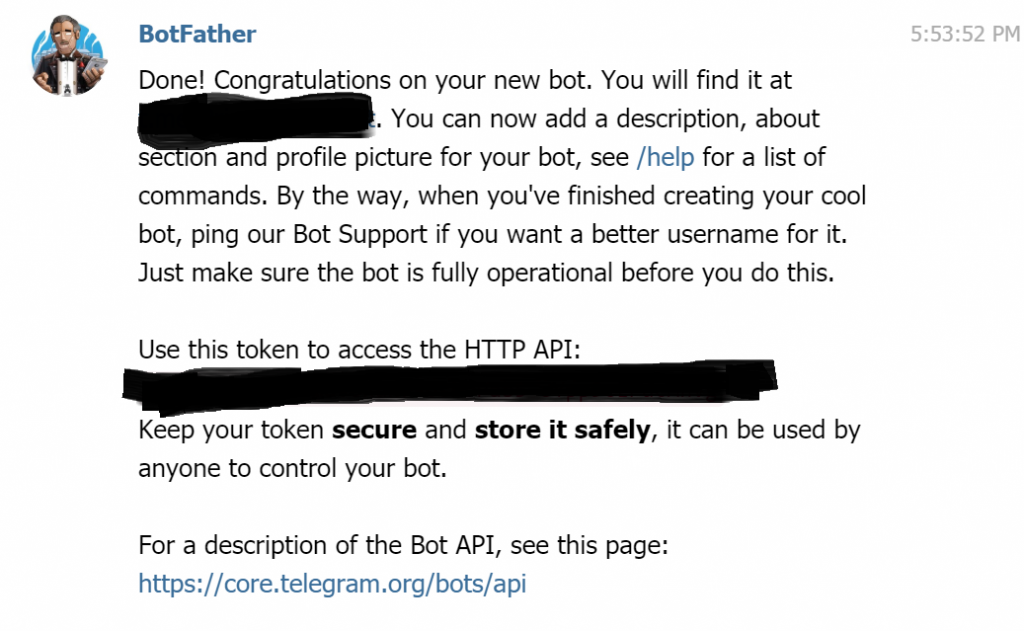 BotFather
5:53:52 PM
Done! Congratulations on your new bot. You will find it at
. You can now add a description, about
section and profile picture for your bot, see /help for a list of
commands. By the way, when you've finished creating your cool
bot, ping our Bot Support if you want a better username for it.
Just make sure the bot is fully operational before you do this.
Use this token to access the HTTP API:
Keep your token secure and store it safely, it can be used by
anyone to control your bot.
For a description of the Bot API, see this page:
https://core.telegram.org/bots/api